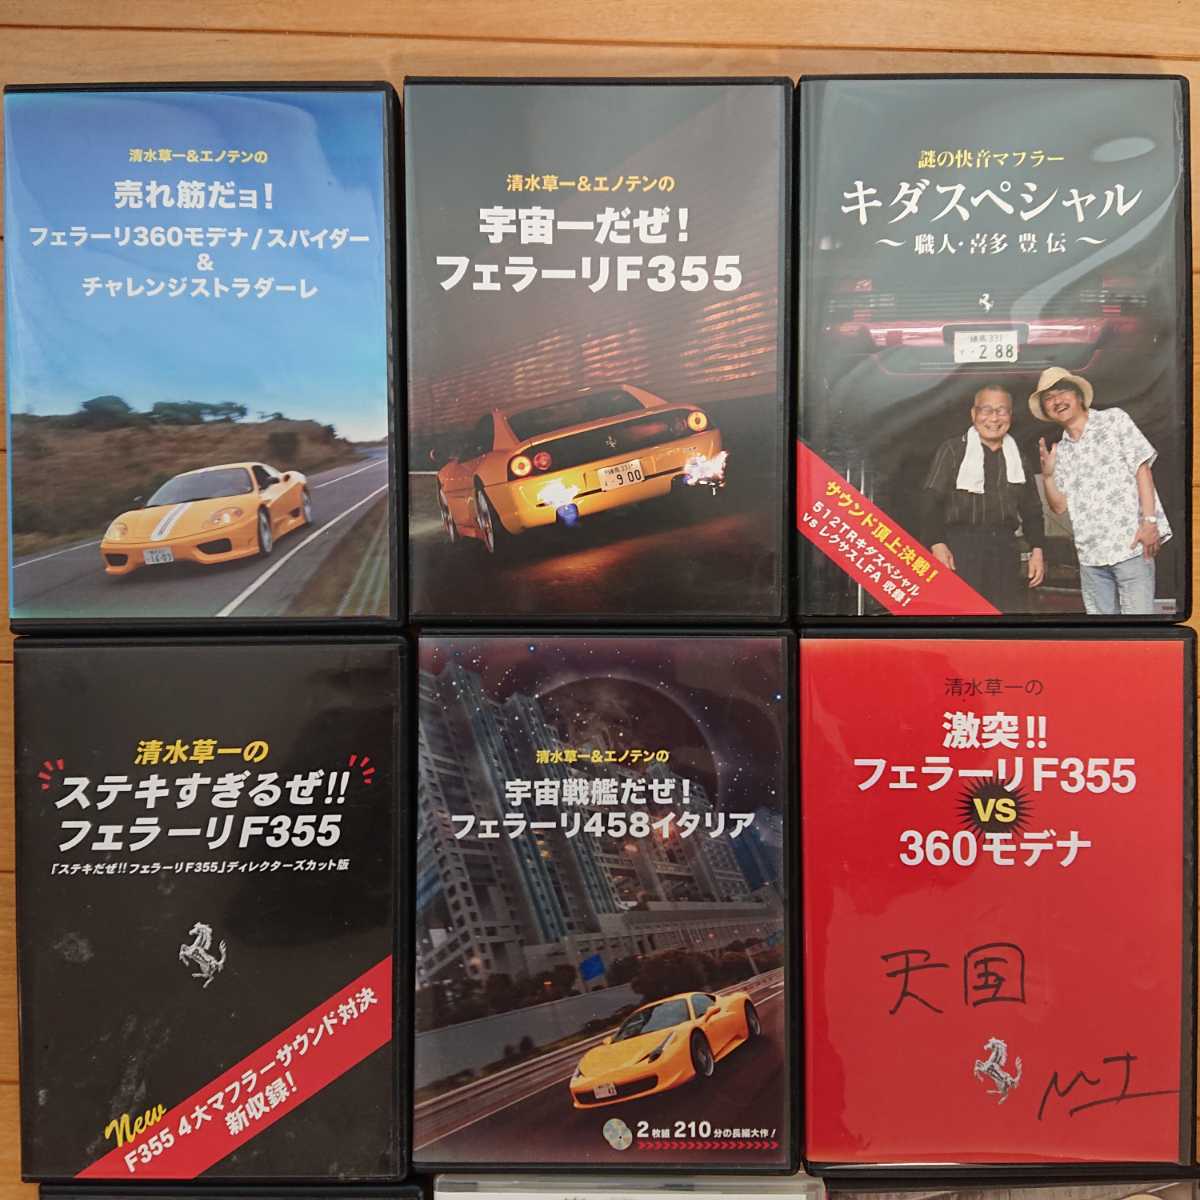 清水草一&エノテンの
売れ筋だョ!
フェラーリ360モデナ/スパイダー
&
チャレンジストラダーレ
清水草一&エノテンの
宇宙一だぜ!
フェラーリF355
練馬 331
・900
謎の快音マフラー
キダスペシャル
〜 職人・喜多 豊 伝 〜
練馬 331
・288
サウンド頂上決戦!
512TRキダスペシャル
vs レクサスLFA 収録!
清水草一の
ステキすぎるぜ!!
フェラーリF355
「ステキだぜ!!フェラーリF355」ディレクターズカット版
New
F355 4大マフラーサウンド対決
新収録!
清水草一&エノテンの
宇宙戦艦だぜ!
フェラーリ458イタリア
2枚組 210分の長編大作!
清水草一の
激突!!
フェラーリF355
VS
360モデナ
天国